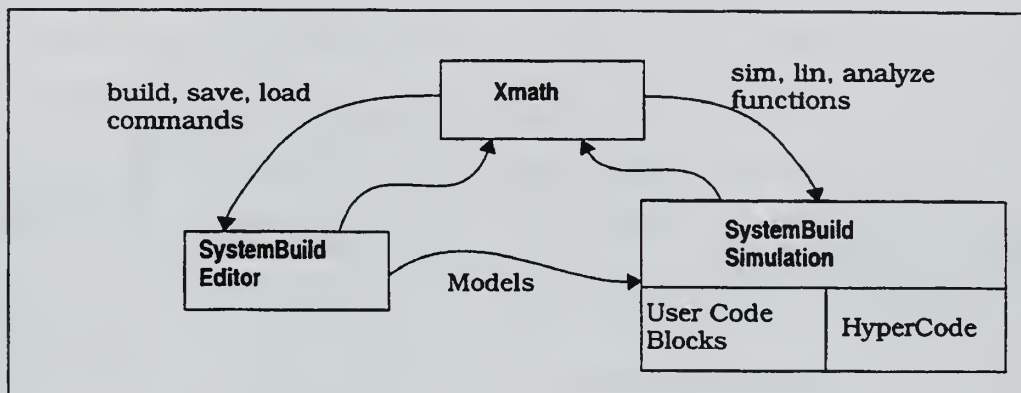 build, save, load
commands
Xmath
sim, lin, analyze
functions
SystemBuild
Editor
Models
SystemBuild
Simulation
User Code
Blocks
HyperCode